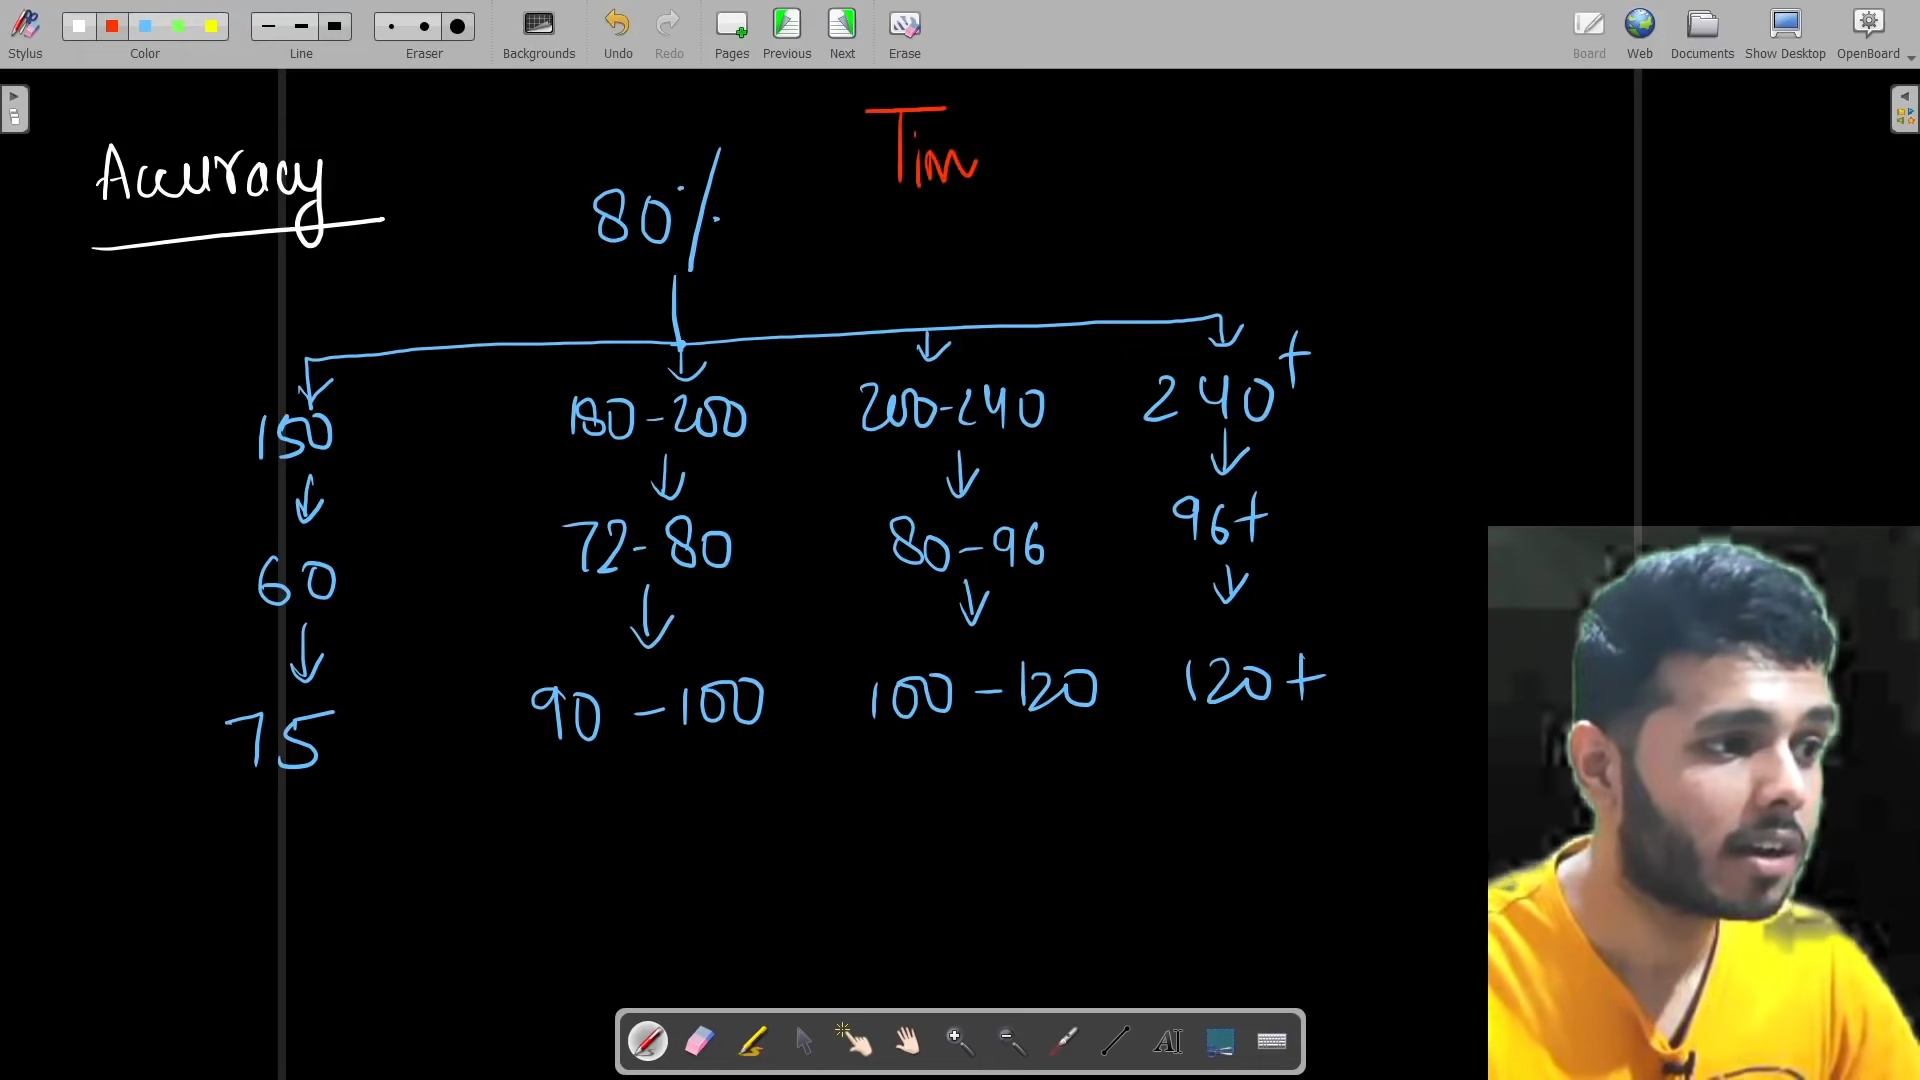 Stylus
Color
Line
Eraser
Backgrounds
Undo
Redo
Pages
Previous
Next
Erase
Board
Web
Documents
Show Desktop
OpenBoard
Tim
Accuracy
80%
150
180-200
200-240
240+
60
72-80
80-96
96+
75
90-100
100-120
120+
AI